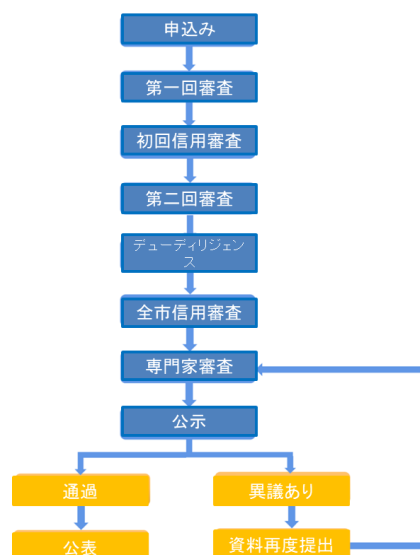 申込み
第一回審査
初回信用審査
第二回審査
デューディリジェン
ス
全市信用審査
専門家審査
公示
通過
異議あり
公表
資料再度提出